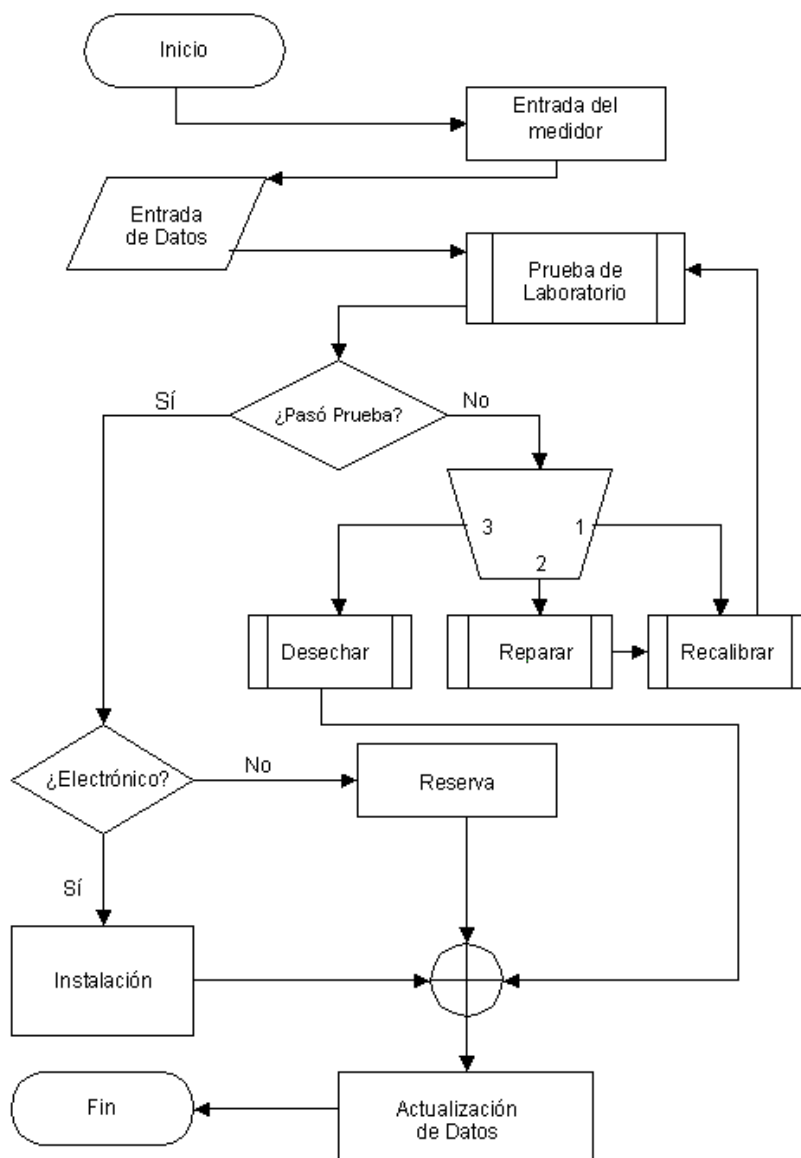 Inicio
Entrada del
medidor
Entrada
de Datos
Prueba de
Laboratorio
Sí
¿Pasó Prueba?
No
3
1
2
Desechar
Reparar
Recalibrar
¿Electrónico?
No
Reserva
Sí
Instalación
Fin
Actualización
de Datos